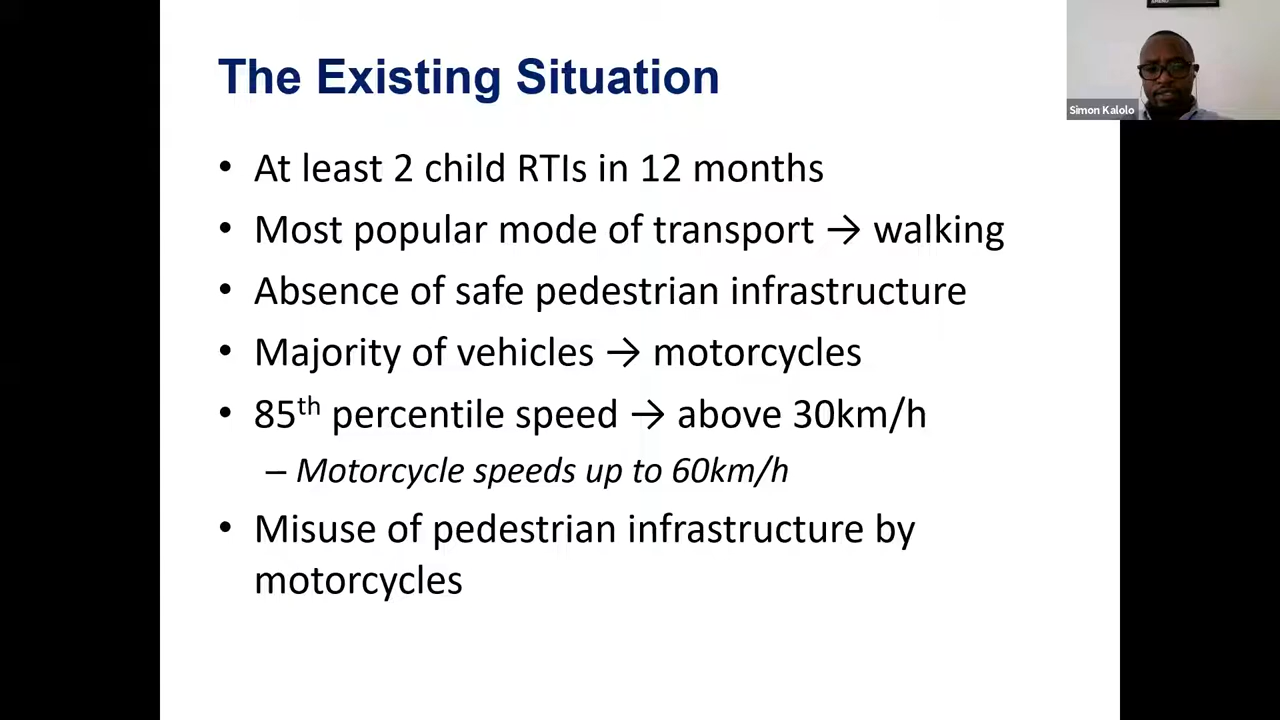 The Existing Situation
• At least 2 child RTIs in 12 months
• Most popular mode of transport → walking
• Absence of safe pedestrian infrastructure
• Majority of vehicles → motorcycles
• 85th percentile speed → above 30km/h
– Motorcycle speeds up to 60km/h
• Misuse of pedestrian infrastructure by
motorcycles
Simon Kalolo